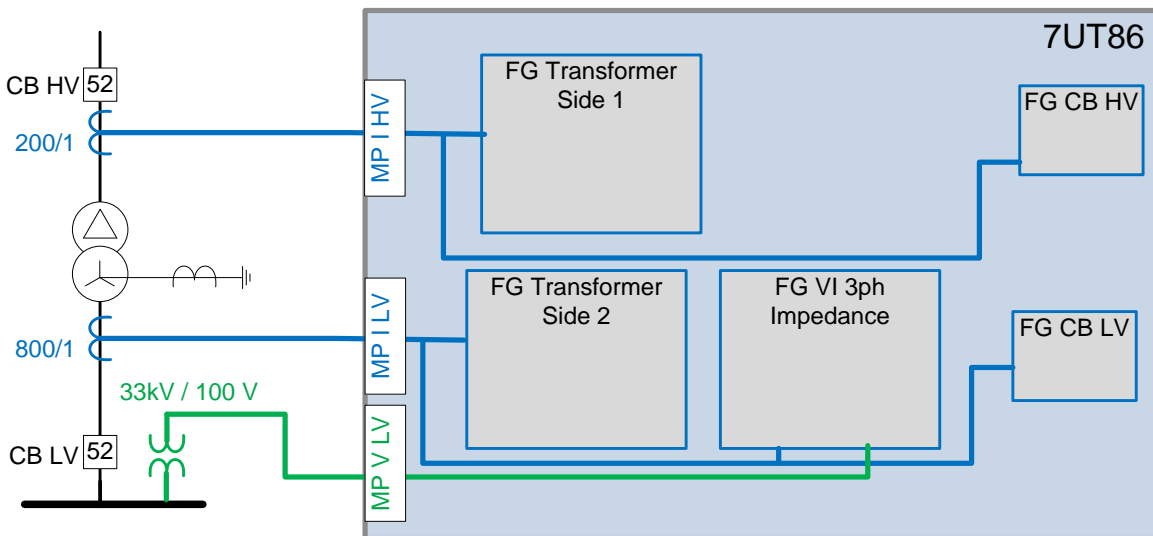 7UT86
CB HV
52
200/1
MP I HV
FG Transformer
Side 1
FG CB HV
MP I LV
FG Transformer
Side 2
FG VI 3ph
Impedance
FG CB LV
800/1
33kV / 100 V
MP V LV
CB LV
52